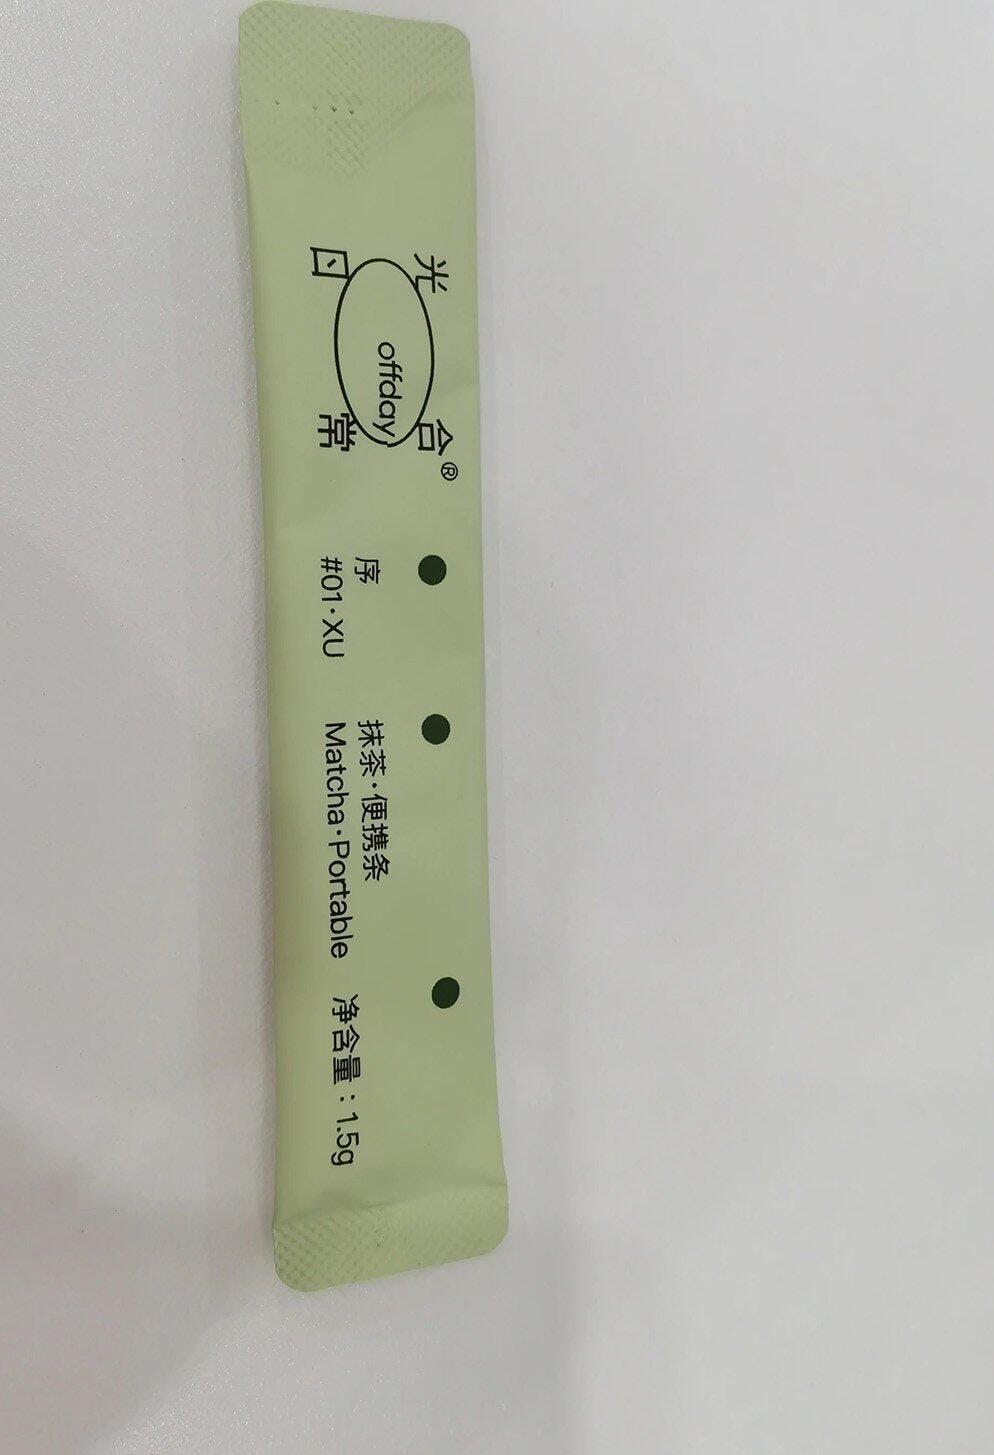 光合®
offday
日常
序
#01·XU
抹茶·便携条
Matcha·Portable
净含量：1.5g